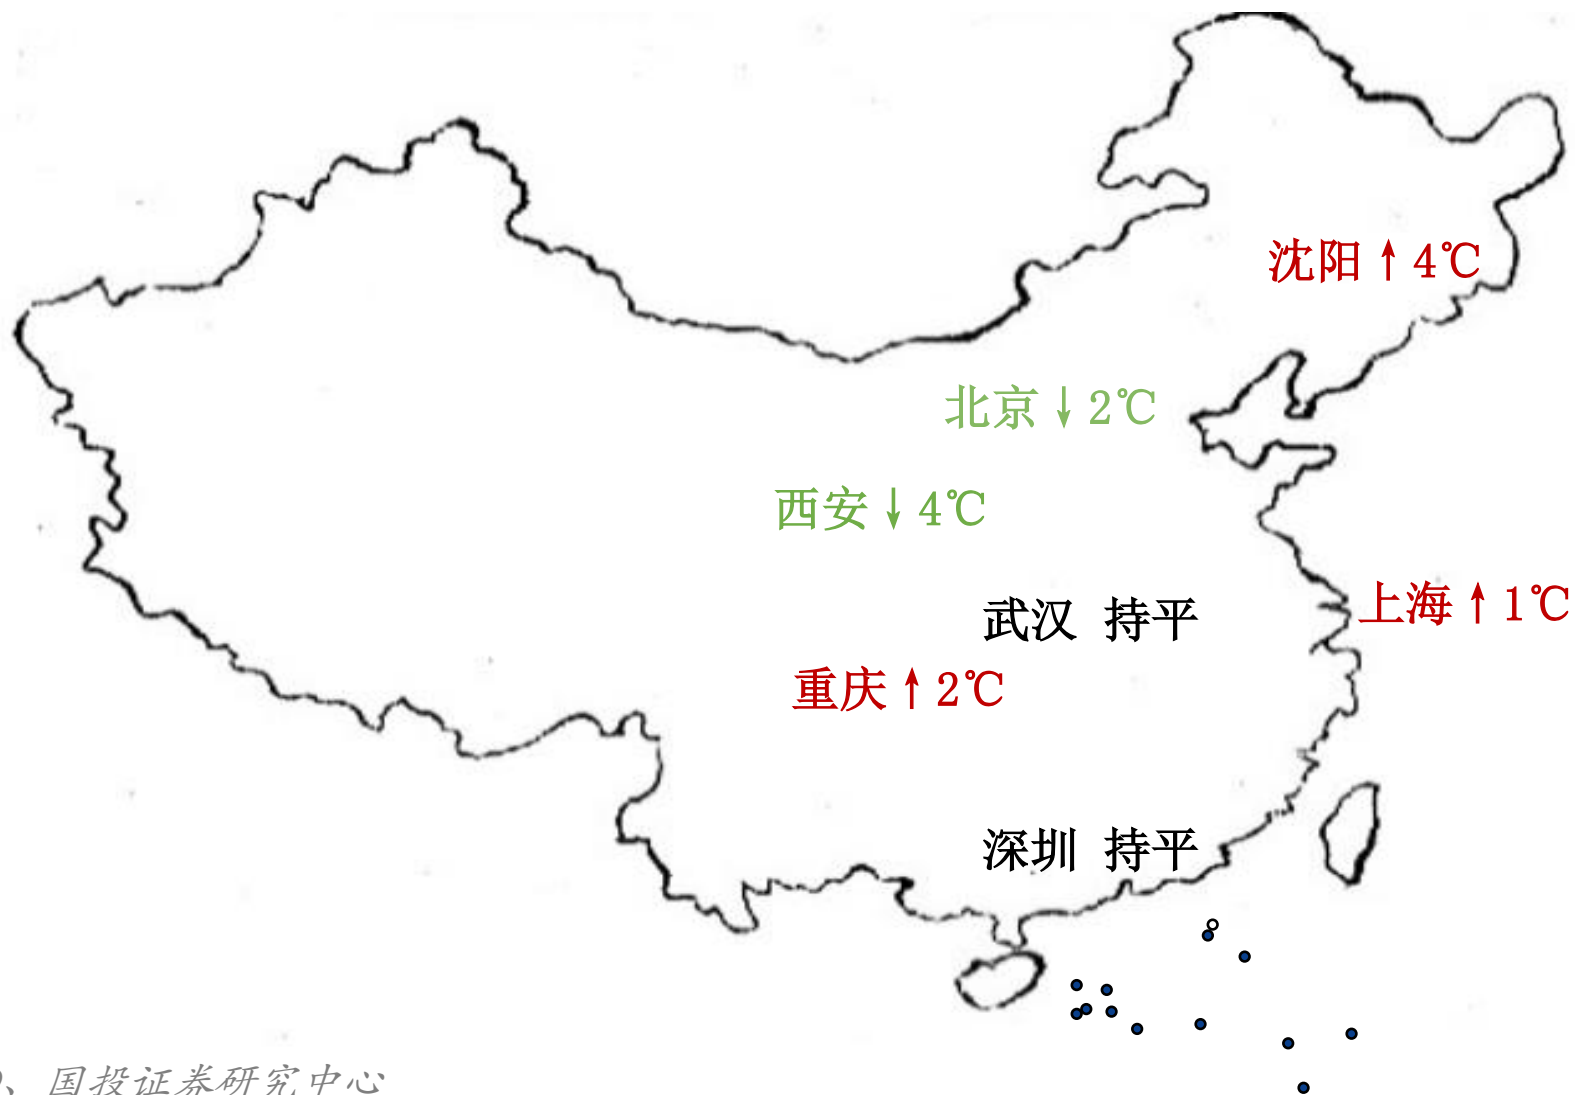 沈阳↑4℃
北京↓2℃
西安↓4℃
上海↑1℃
武汉 持平
重庆↑2℃
深圳 持平
、国投证券研究中心